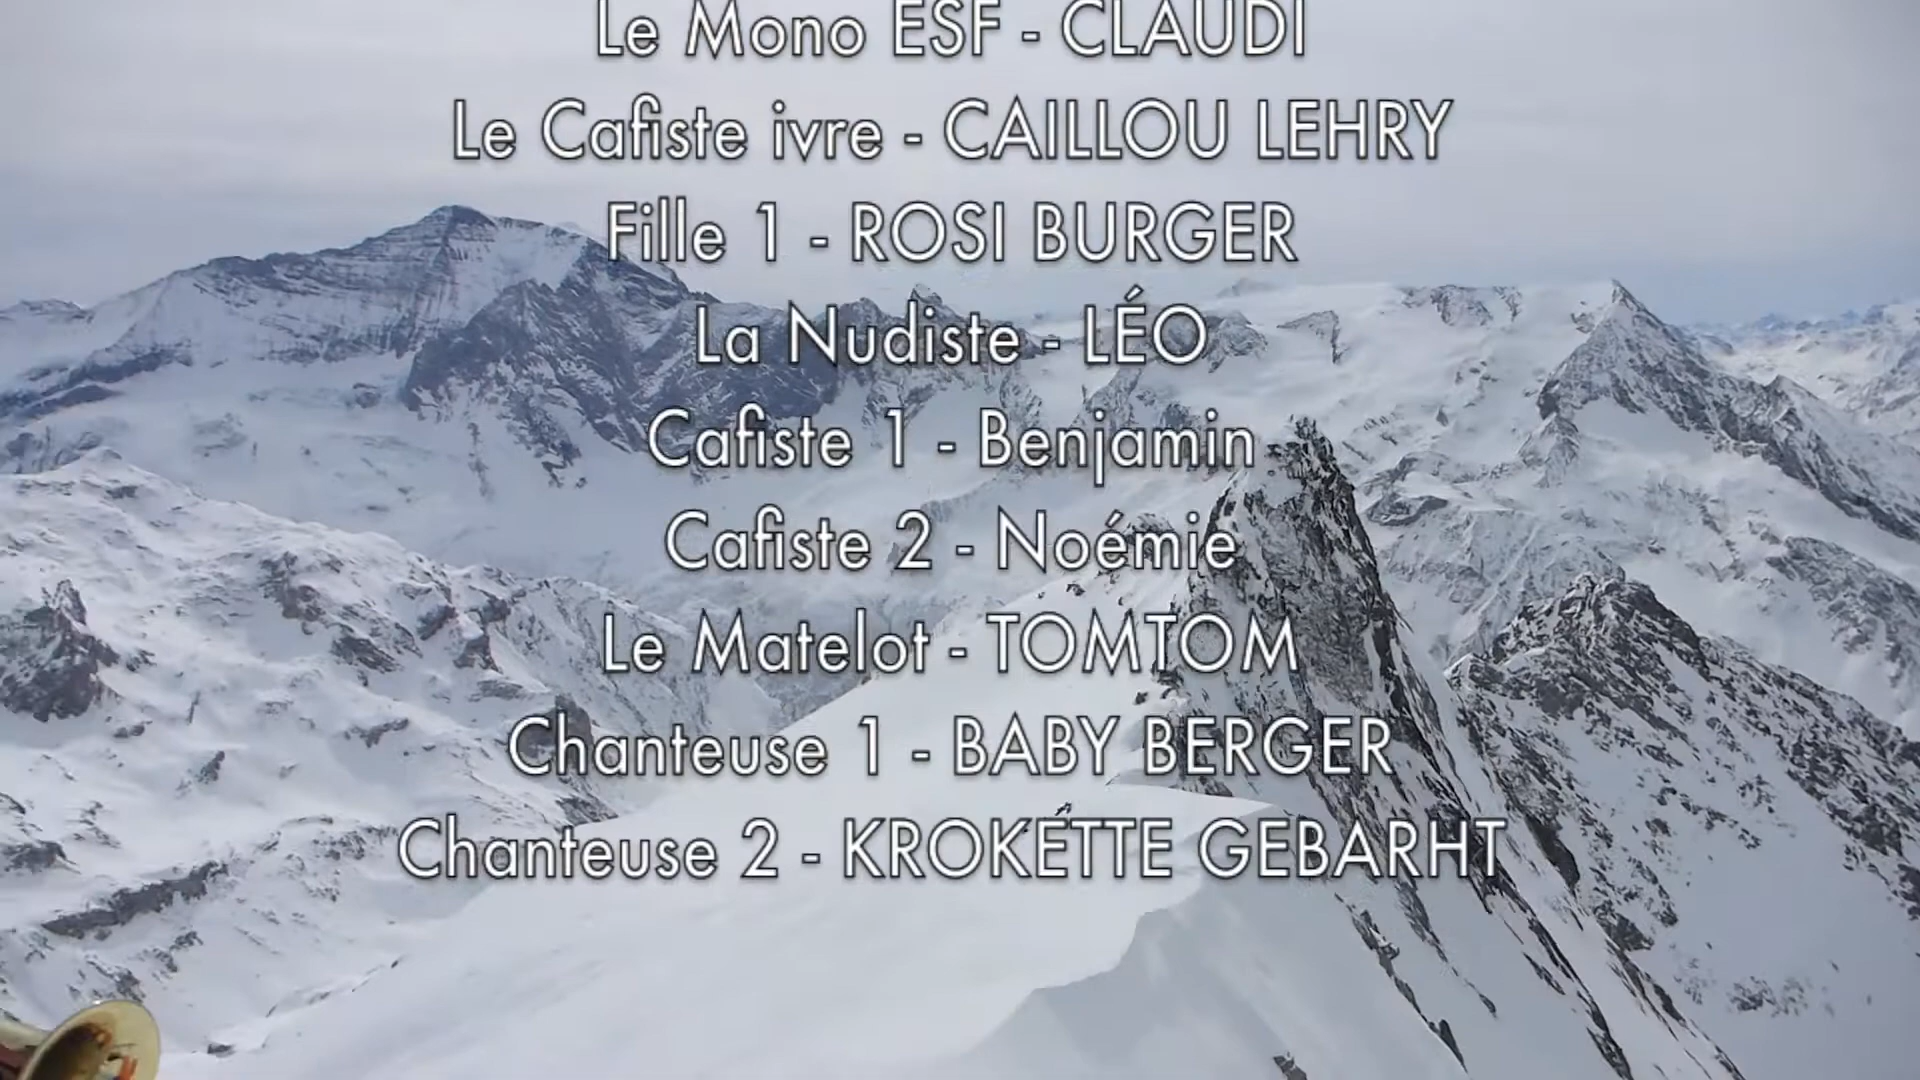 Le Mono ESF - CLAUDI
Le Cafiste ivre - CAILLOU LEHRY
Fille 1 - ROSI BURGER
La Nudiste - LÉO
Cafiste 1 - Benjamin
Cafiste 2 - Noémie
Le Matelot - TOMTOM
Chanteuse 1 - BABY BERGER
Chanteuse 2 - KROKETTE GEBARHT